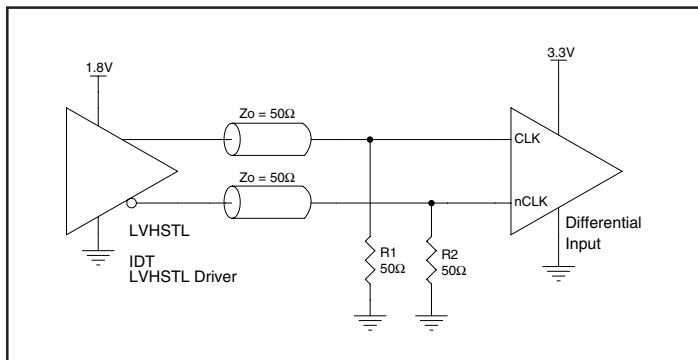 1.8V
3.3V
Zo = 50Ω
CLK
Zo = 50Ω
nCLK
LVHSTL
IDT
LVHSTL Driver
R1
50Ω
R2
50Ω
Differential
Input